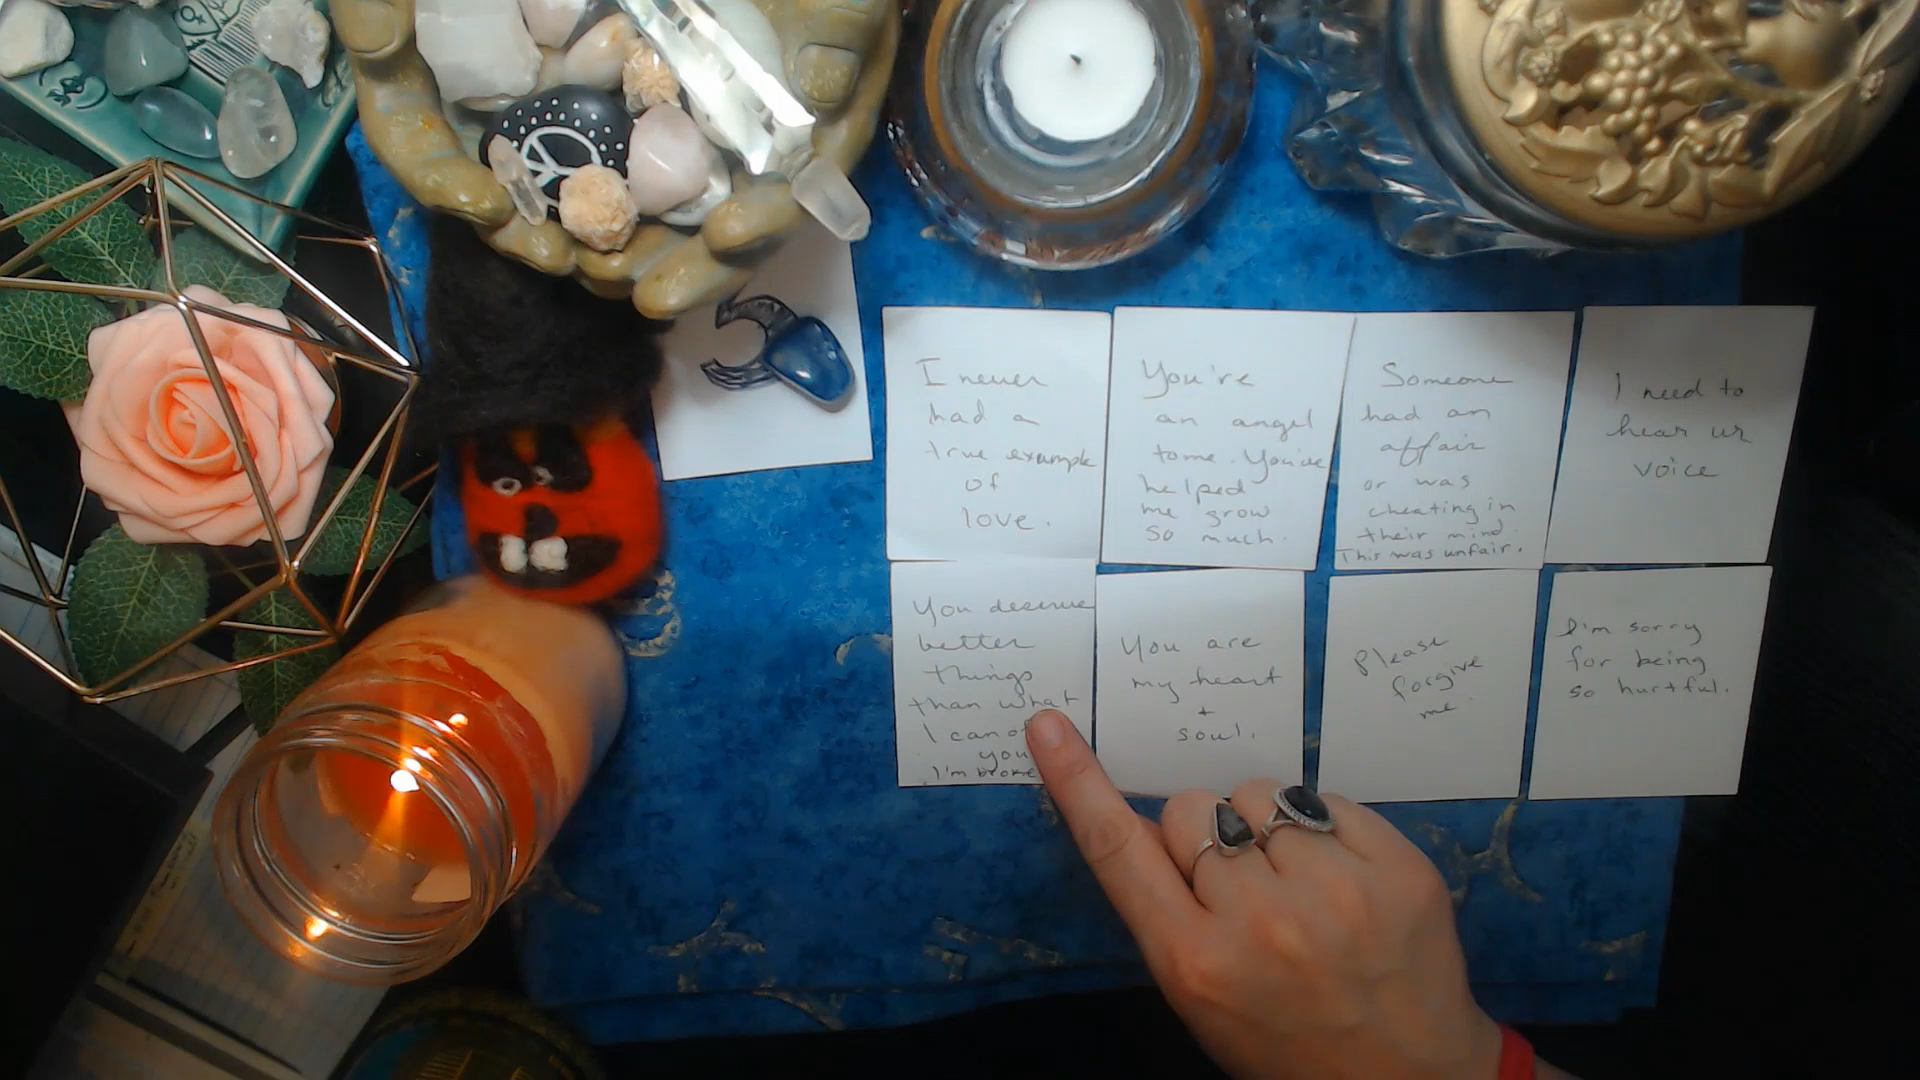 I never
had a
true example
of
love.
You're
an angel
to me. You've
helped
me grow
so much.
Someone
had an
affair
or was
cheating in
their mind.
This was unfair.
I need to
hear ur
voice
You deserve
better
things
than what
I can
you
I'm broke
You are
my heart
+
soul.
Please
forgive
me.
I'm sorry
for being
so hurtful.